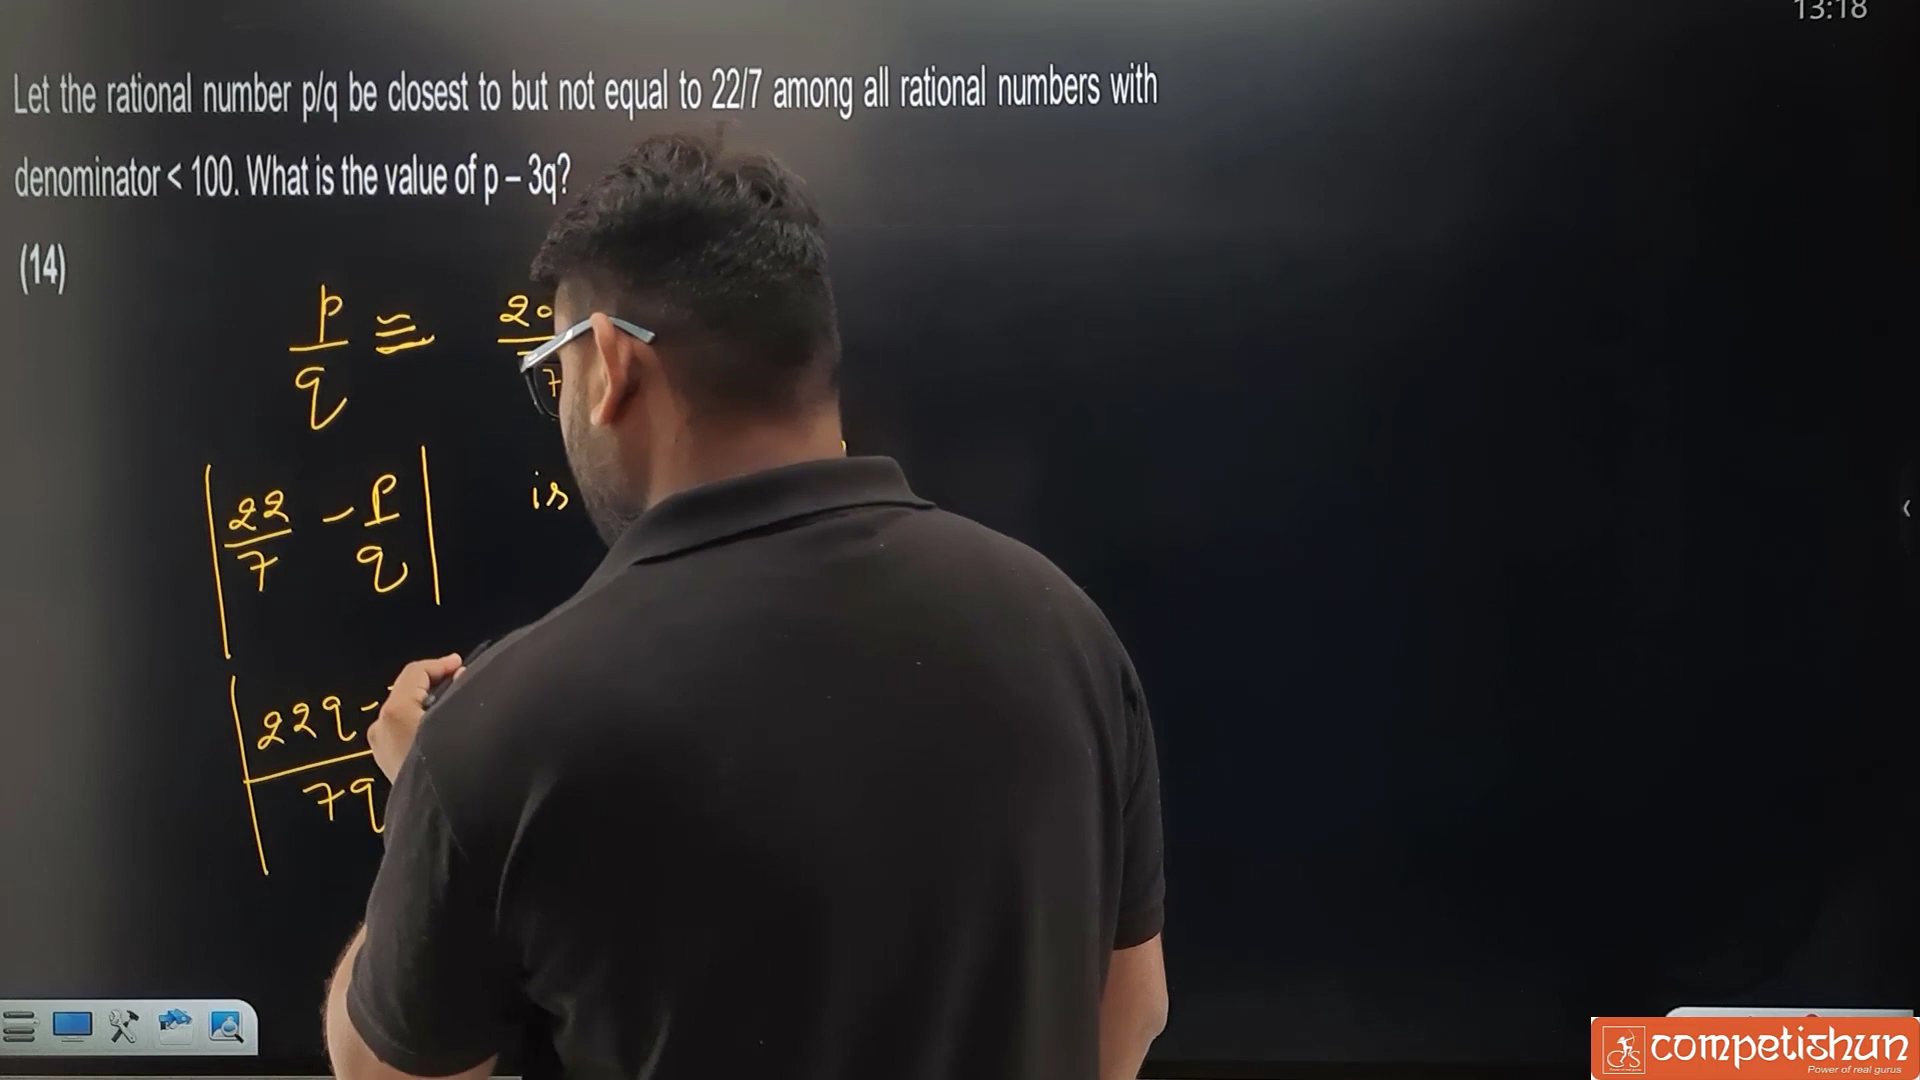 13:18
Let the rational number p/q be closest to but not equal to 22/7 among all rational numbers with
denominator < 100. What is the value of p – 3q?
(14)
p/q ≅
22/7 - p/q is
22q -
7q
competishun
Power of real gurus